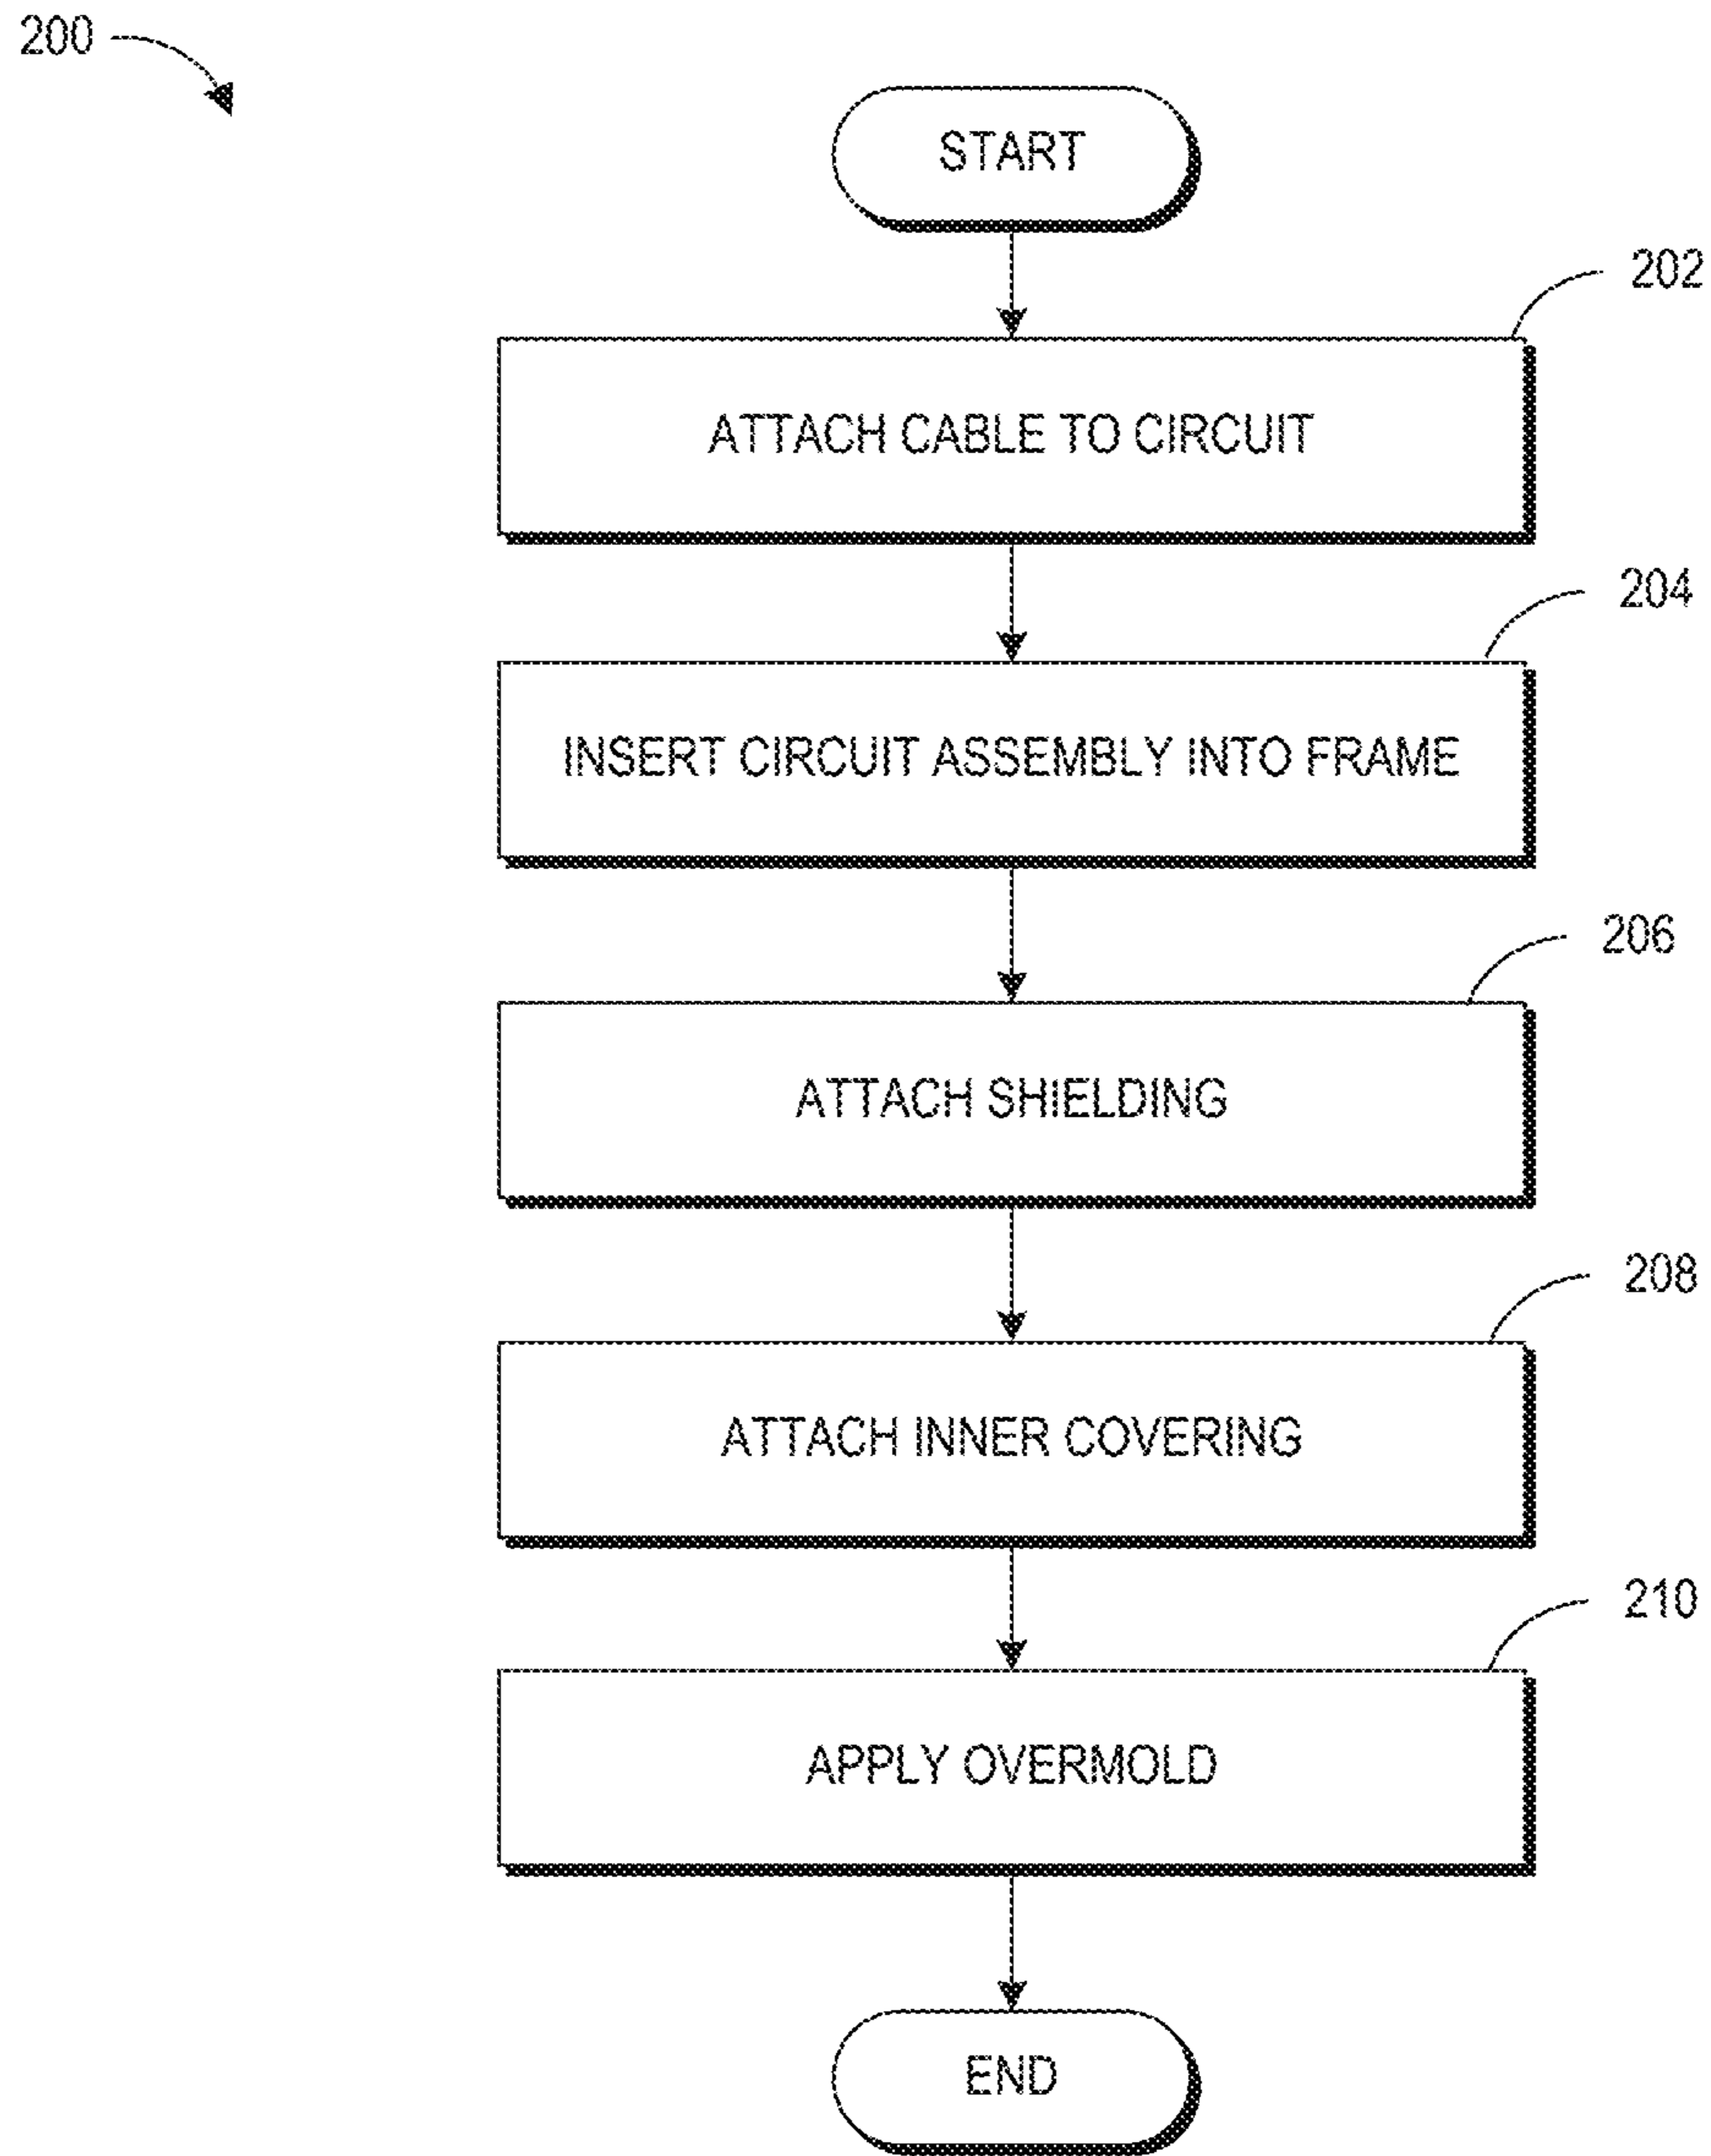 200
START
202
ATTACH CABLE TO CIRCUIT
204
INSERT CIRCUIT ASSEMBLY INTO FRAME
206
ATTACH SHIELDING
208
ATTACH INNER COVERING
210
APPLY OVERMOLD
END